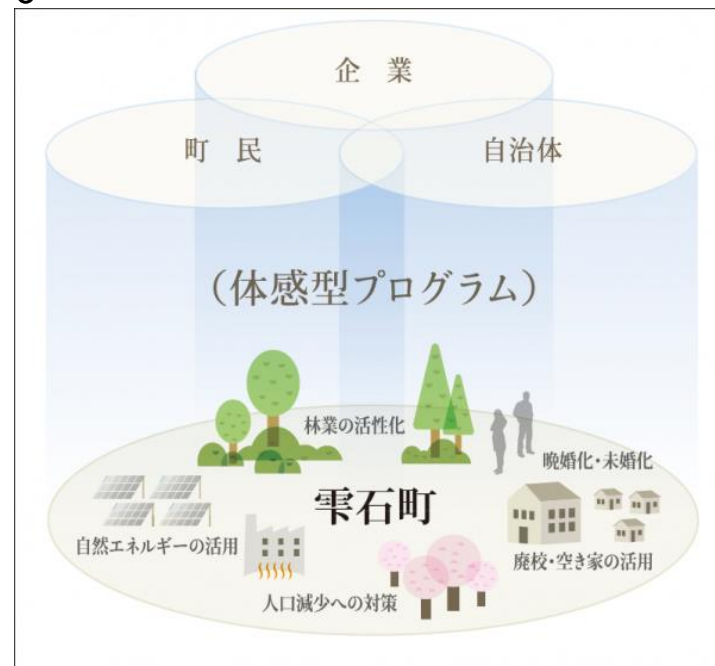 企 業
町 民
自治体
（体感型プログラム）
林業の活性化
晩婚化・未婚化
雫石町
自然エネルギーの活用
廃校・空き家の活用
人口減少への対策